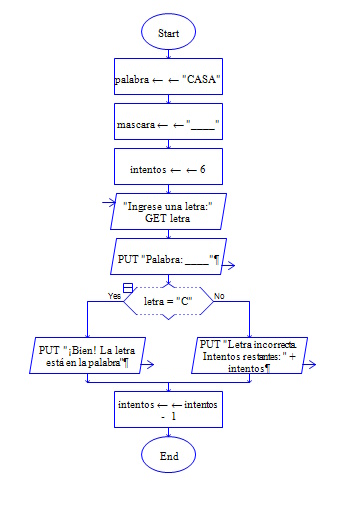 Start
palabra ← ← "CASA"
mascara ← ← "____"
intentos ← ← 6
"Ingrese una letra:"
GET letra
PUT "Palabra: ____"¶
Yes
letra = "C"
No
PUT "¡Bien! La letra
está en la palabra"¶
PUT "Letra incorrecta.
Intentos restantes: " +
intentos¶
intentos ← ← intentos
- 1
End